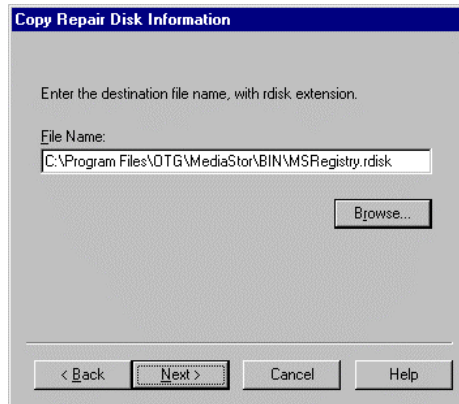 Copy Repair Disk Information
Enter the destination file name, with rdisk extension.
File Name:
C:\Program Files\OTG\MediaStor\BIN\MSRegistry.rdisk
Browse...
< Back Next > Cancel Help